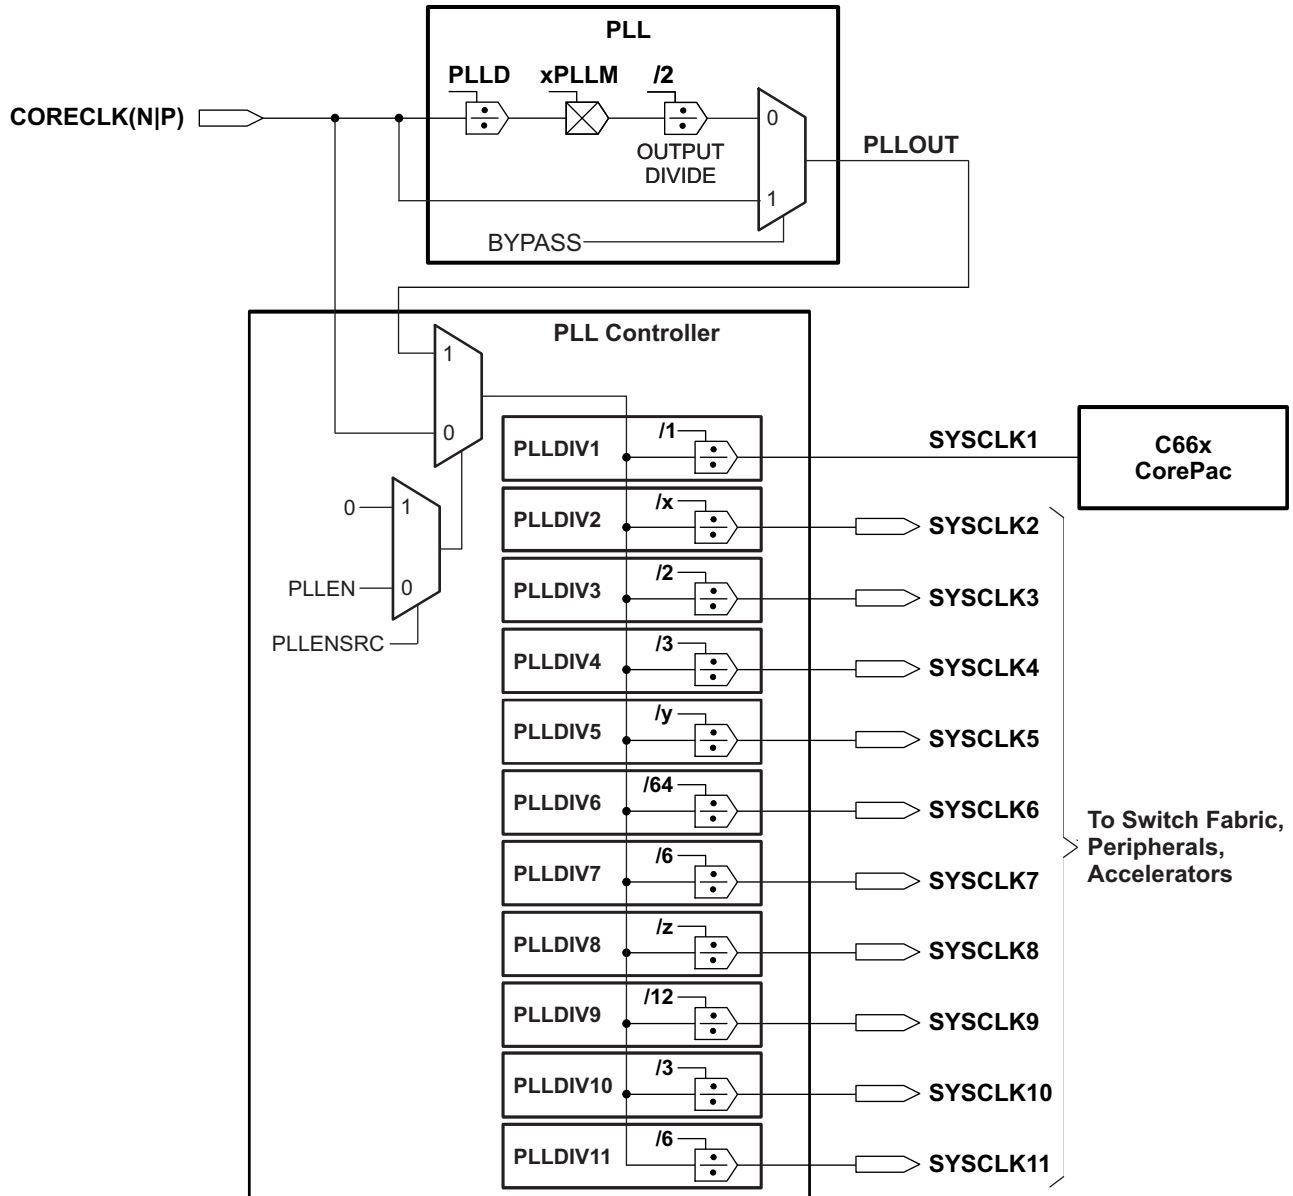 PLL
PLLD xPLLM /2
CORECLK(N|P)
0
OUTPUT
DIVIDE
PLLOUT
1
BYPASS
PLL Controller
1
0
0
1
PLLEN
0
PLLENSRC
PLLDIV1 /1 SYSCLK1
C66x
CorePac
PLLDIV2 /x SYSCLK2
PLLDIV3 /2 SYSCLK3
PLLDIV4 /3 SYSCLK4
PLLDIV5 /y SYSCLK5
PLLDIV6 /64 SYSCLK6
To Switch Fabric,
Peripherals,
Accelerators
PLLDIV7 /6 SYSCLK7
PLLDIV8 /z SYSCLK8
PLLDIV9 /12 SYSCLK9
PLLDIV10 /3 SYSCLK10
PLLDIV11 /6 SYSCLK11